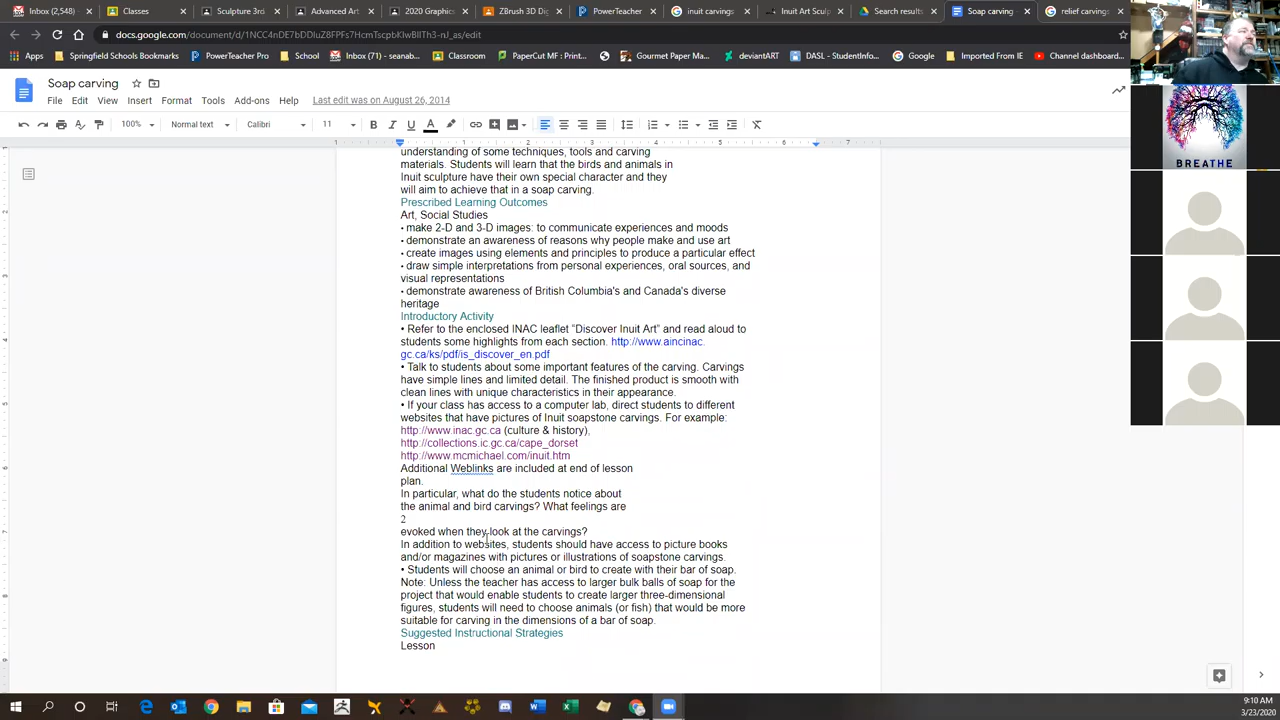 Inbox (2,548) -
Classes
Sculpture 3rd
Advanced Art
2020 Graphics
ZBrush 3D Di
PowerTeacher
inuit carvings
Inuit Art Sculp
Search results
Soap carving -
relief carvings
docs.google.com/document/d/
Apps
Springfield Schools Bookmarks
PowerTeacher Pro
School
Inbox (71) - seanab...
Classroom
PaperCut MF : Print...
Gourmet Paper Ma...
deviantART
DASL - StudentInfo...
Google
Imported From IE
Channel dashboard...
Soap carving
File Edit View Insert Format Tools Add-ons Help Last edit was on August 26, 2014
100% Normal text Calibri 11 B I U A
1 1 2 3 4 5 6 7
understanding of some techniques, tools and carving
materials. Students will learn that the birds and animals in
Inuit sculpture have their own special character and they
will aim to achieve that in a soap carving.
Prescribed Learning Outcomes
Art, Social Studies
• make 2-D and 3-D images: to communicate experiences and moods
• demonstrate an awareness of reasons why people make and use art
• create images using elements and principles to produce a particular effect
• draw simple interpretations from personal experiences, oral sources, and
visual representations
• demonstrate awareness of British Columbia's and Canada's diverse
heritage
Introductory Activity
• Refer to the enclosed INAC leaflet "Discover Inuit Art" and read aloud to
students some highlights from each section. http://www.aincinac.
gc.ca/ks/pdf/is_discover_en.pdf
• Talk to students about some important features of the carving. Carvings
have simple lines and limited detail. The finished product is smooth with
clean lines with unique characteristics in their appearance.
• If your class has access to a computer lab, direct students to different
websites that have pictures of Inuit soapstone carvings. For example:
http://www.inac.gc.ca (culture & history),
http://collections.ic.gc.ca/cape_dorset
http://www.mcmichael.com/inuit.htm
Additional Weblinks are included at end of lesson
plan.
In particular, what do the students notice about
the animal and bird carvings? What feelings are
2
evoked when they look at the carvings?
In addition to websites, students should have access to picture books
and/or magazines with pictures or illustrations of soapstone carvings.
• Students will choose an animal or bird to create with their bar of soap.
Note: Unless the teacher has access to larger bulk balls of soap for the
project that would enable students to create larger three-dimensional
figures, students will need to choose animals (or fish) that would be more
suitable for carving in the dimensions of a bar of soap.
Suggested Instructional Strategies
Lesson
BREATHE
9:10 AM
3/23/2020